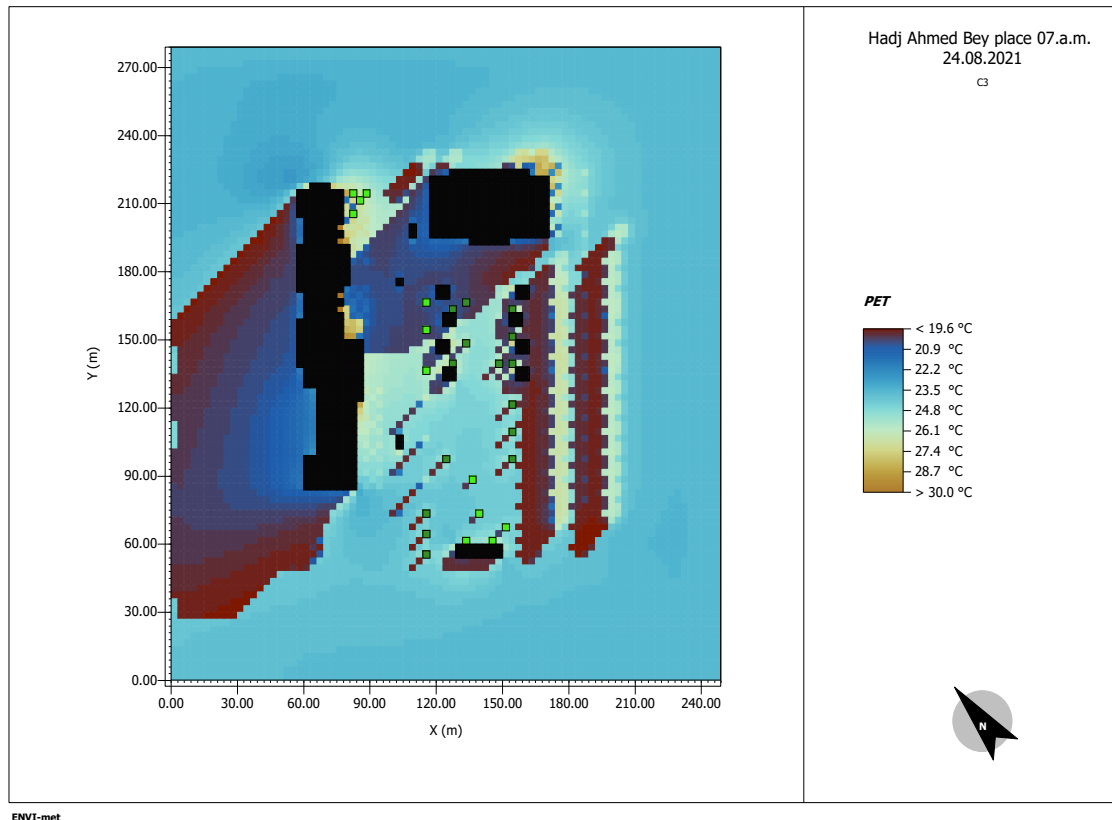 Hadj Ahmed Bey place 07.a.m.
24.08.2021
C3
270.00
240.00
210.00
180.00
150.00
120.00
90.00
60.00
30.00
0.00
Y (m)
0.00 30.00 60.00 90.00 120.00 150.00 180.00 210.00 240.00
X (m)
PET
< 19.6 °C
20.9 °C
22.2 °C
23.5 °C
24.8 °C
26.1 °C
27.4 °C
28.7 °C
> 30.0 °C
N
ENVI-met